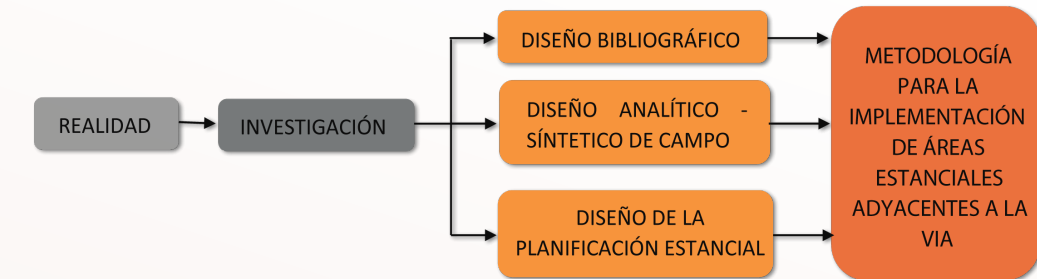 REALIDAD
INVESTIGACIÓN
DISEÑO BIBLIOGRÁFICO
DISEÑO ANALÍTICO -
SÍNTETICO DE CAMPO
DISEÑO DE LA
PLANIFICACIÓN ESTANCIAL
METODOLOGÍA
PARA LA
IMPLEMENTACIÓN
DE ÁREAS
ESTANCIALES
ADYACENTES A LA
VIA